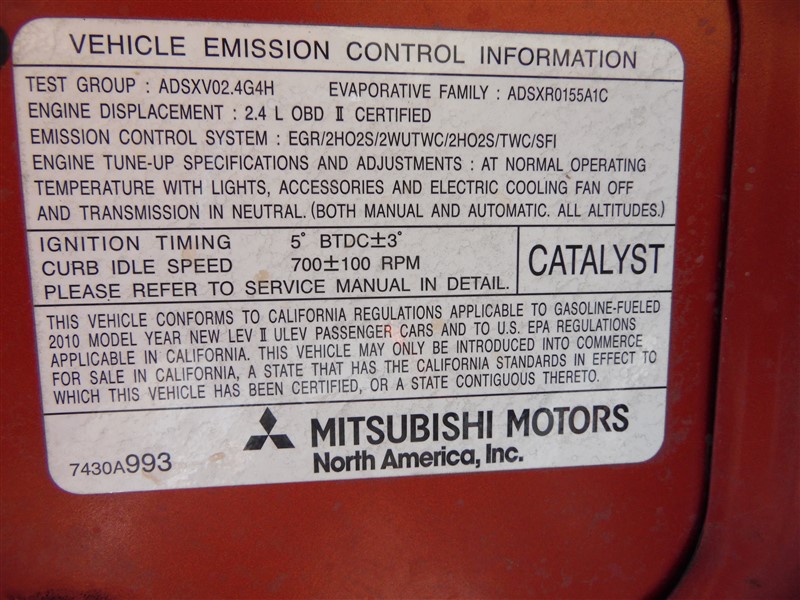 VEHICLE EMISSION CONTROL INFORMATION
TEST GROUP : ADSXV02.4G4H EVAPORATIVE FAMILY : ADSXR0155A1C
ENGINE DISPLACEMENT : 2.4 L OBD Ⅱ CERTIFIED
EMISSION CONTROL SYSTEM : EGR/2HO2S/2WUTWC/2HO2S/TWC/SFI
ENGINE TUNE-UP SPECIFICATIONS AND ADJUSTMENTS : AT NORMAL OPERATING
TEMPERATURE WITH LIGHTS, ACCESSORIES AND ELECTRIC COOLING FAN OFF
AND TRANSMISSION IN NEUTRAL. (BOTH MANUAL AND AUTOMATIC. ALL ALTITUDES.)
IGNITION TIMING 5° BTDC±3°
CURB IDLE SPEED 700±100 RPM
PLEASE REFER TO SERVICE MANUAL IN DETAIL.
CATALYST
THIS VEHICLE CONFORMS TO CALIFORNIA REGULATIONS APPLICABLE TO GASOLINE-FUELED
2010 MODEL YEAR NEW LEV Ⅱ ULEV PASSENGER CARS AND TO U.S. EPA REGULATIONS
APPLICABLE IN CALIFORNIA. THIS VEHICLE MAY ONLY BE INTRODUCED INTO COMMERCE
FOR SALE IN CALIFORNIA, A STATE THAT HAS THE CALIFORNIA STANDARDS IN EFFECT TO
WHICH THIS VEHICLE HAS BEEN CERTIFIED, OR A STATE CONTIGUOUS THERETO.
MITSUBISHI MOTORS
North America, Inc.
7430A993